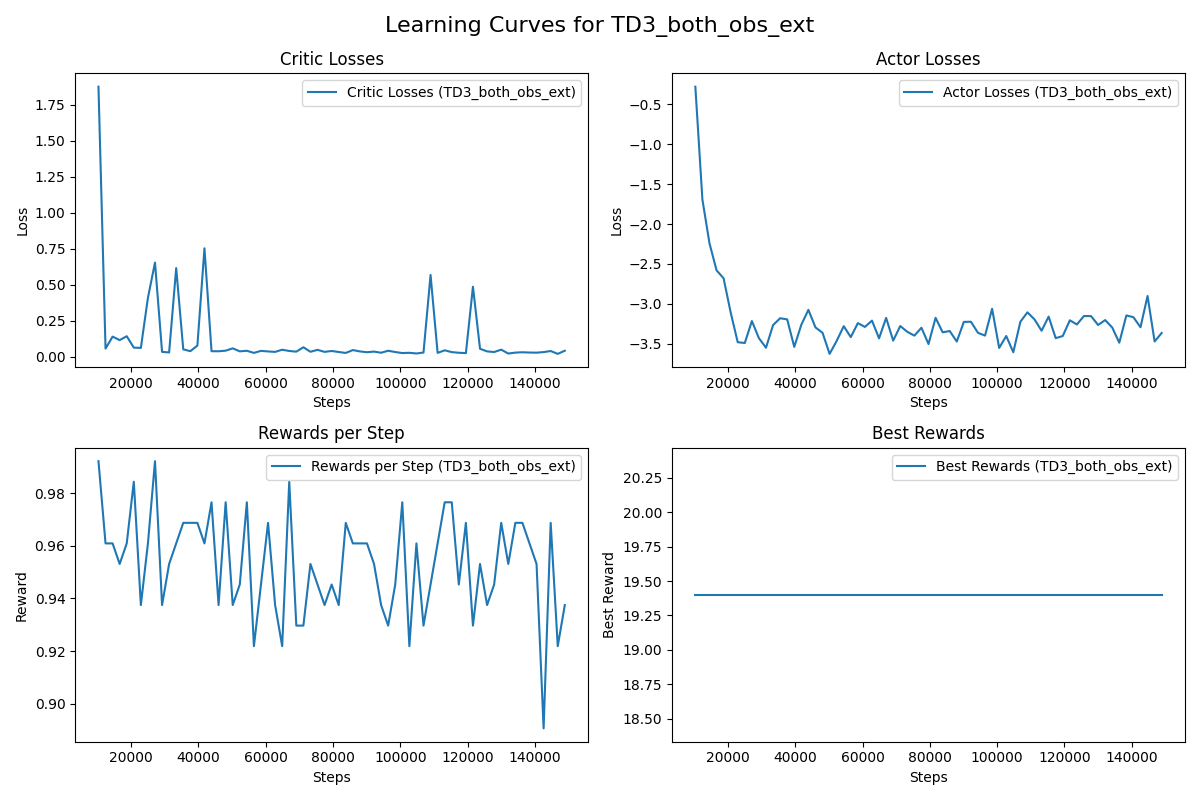 Learning Curves for TD3_both_obs_ext
Critic Losses
Critic Losses (TD3_both_obs_ext)
Loss
1.75
1.50
1.25
1.00
0.75
0.50
0.25
0.00
20000 40000 60000 80000 100000 120000 140000
Steps
Actor Losses
Actor Losses (TD3_both_obs_ext)
Loss
−0.5
−1.0
−1.5
−2.0
−2.5
−3.0
−3.5
20000 40000 60000 80000 100000 120000 140000
Steps
Rewards per Step
Rewards per Step (TD3_both_obs_ext)
Reward
0.98
0.96
0.94
0.92
0.90
20000 40000 60000 80000 100000 120000 140000
Steps
Best Rewards
Best Rewards (TD3_both_obs_ext)
Best Reward
20.25
20.00
19.75
19.50
19.25
19.00
18.75
18.50
20000 40000 60000 80000 100000 120000 140000
Steps